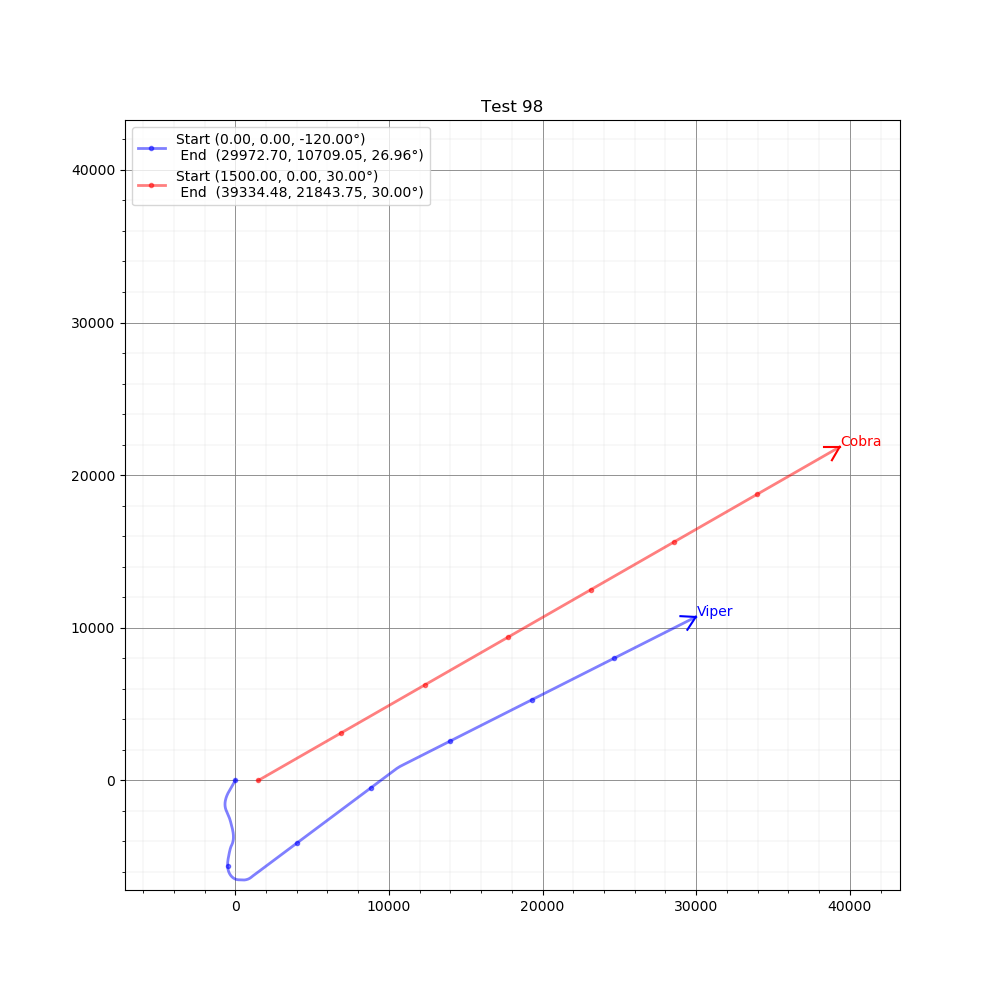 Test 98
Start (0.00, 0.00, -120.00°)
End (29972.70, 10709.05, 26.96°)
Start (1500.00, 0.00, 30.00°)
End (39334.48, 21843.75, 30.00°)
40000
30000
20000
10000
0
Cobra
Viper
0 10000 20000 30000 40000